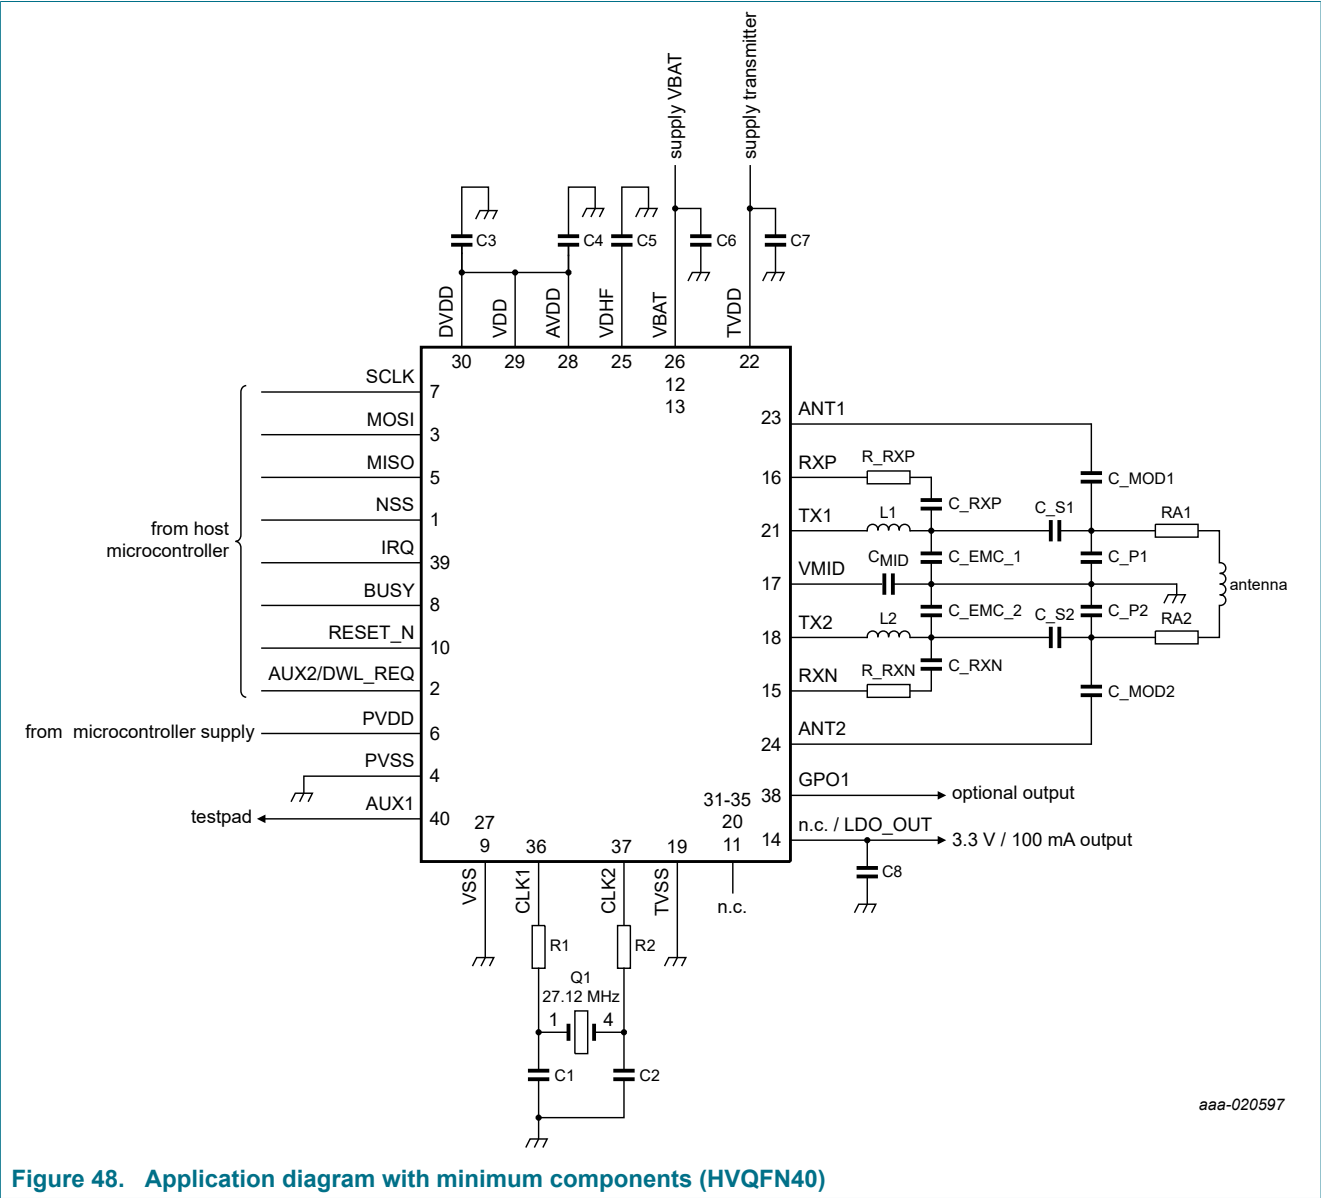 supply VBAT
supply transmitter
C3
C4
C5
C6
C7
DVDD
VDD
AVDD
VDHF
VBAT
TVDD
30
29
28
25
26
22
12
13
SCLK
7
MOSI
3
MISO
5
NSS
1
IRQ
39
BUSY
8
RESET_N
10
AUX2/DWL_REQ
2
from host
microcontroller
PVDD
6
from microcontroller supply
PVSS
4
AUX1
40
testpad
23
ANT1
16
RXP
R_RXP
C_RXP
C_MOD1
21
TX1
L1
C_S1
RA1
17
VMID
CMID
C_EMC_1
C_P1
antenna
18
TX2
L2
C_EMC_2
C_S2
C_P2
RA2
15
RXN
R_RXN
C_RXN
C_MOD2
24
ANT2
38
GPO1
optional output
14
n.c. / LDO_OUT
3.3 V / 100 mA output
C8
27
9
36
37
19
31-35
20
11
VSS
CLK1
CLK2
TVSS
n.c.
R1
R2
Q1
27.12 MHz
1
4
C1
C2
aaa-020597
Figure 48. Application diagram with minimum components (HVQFN40)